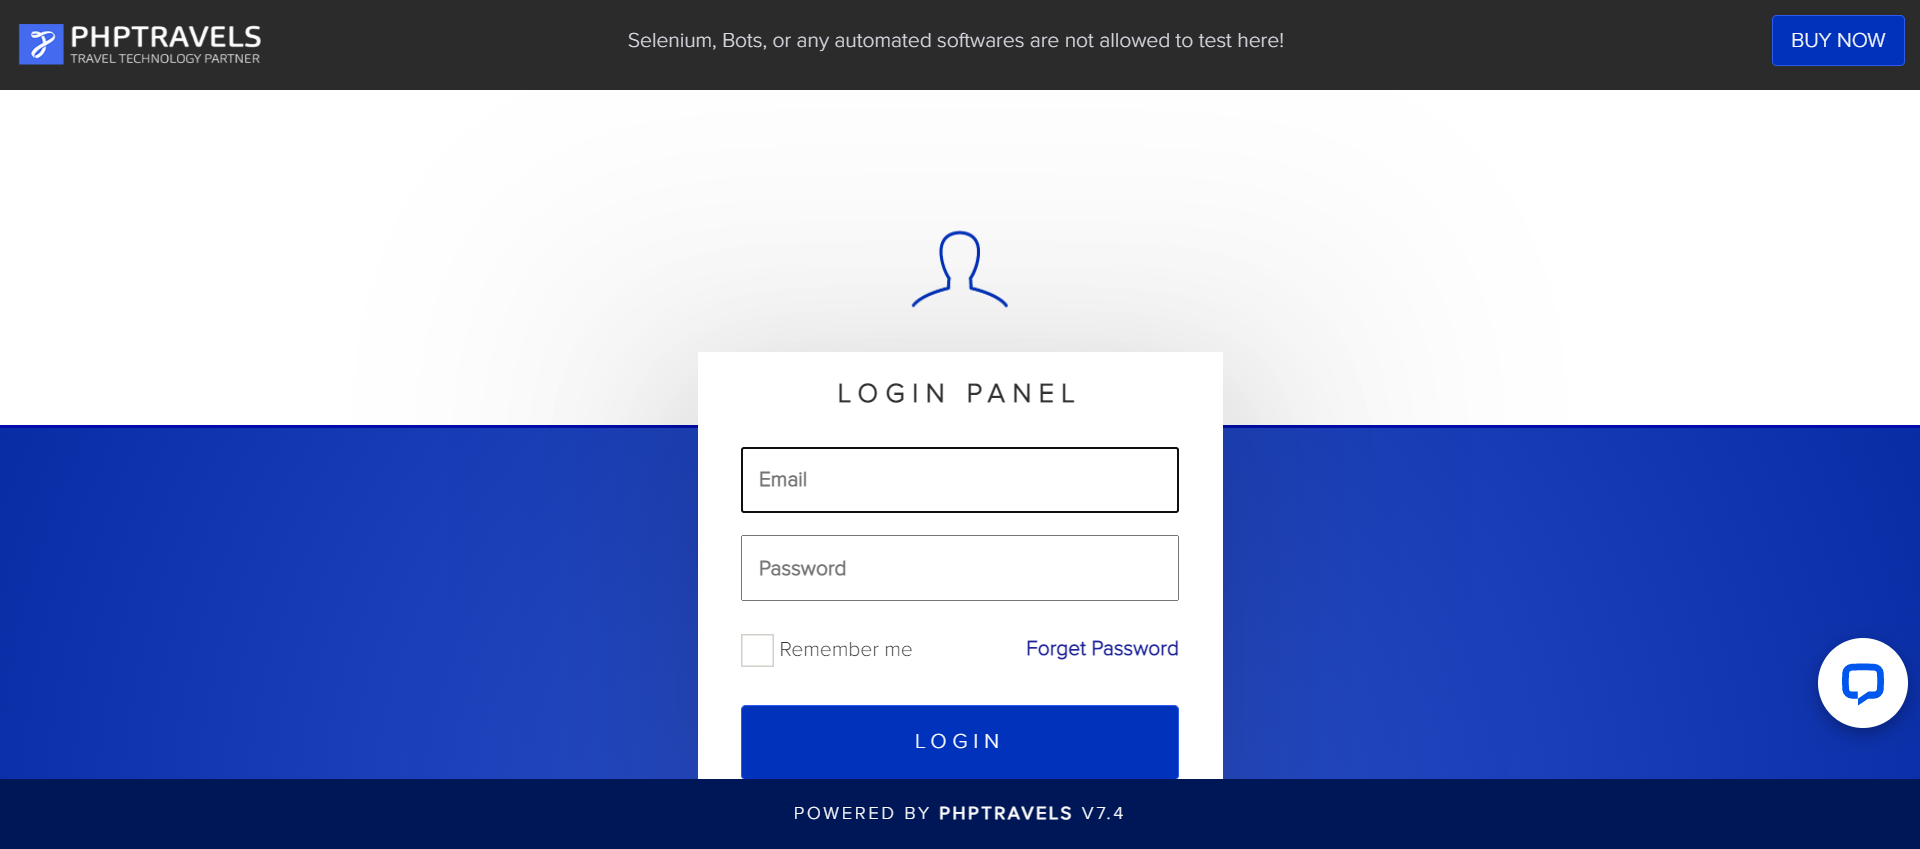 PHPTRAVELS
TRAVEL TECHNOLOGY PARTNER
Selenium, Bots, or any automated softwares are not allowed to test here!
BUY NOW
LOGIN PANEL
Email
Password
Remember me
Forget Password
LOGIN
POWERED BY PHPTRAVELS V7.4